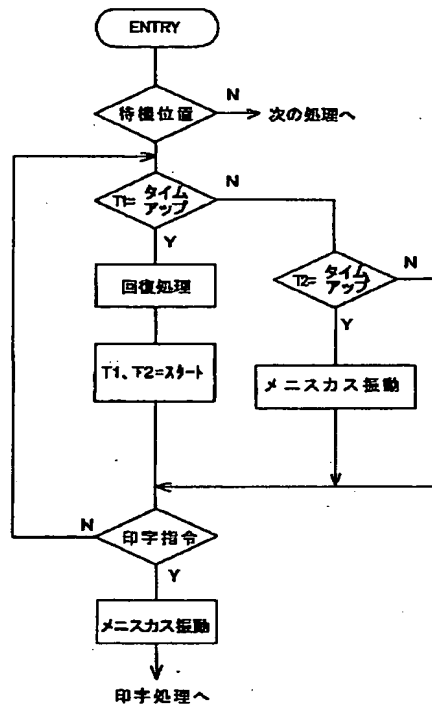 ENTRY
待機位置
N
次の処理へ
T1= タイム
アップ
N
Y
回復処理
T2= タイム
アップ
N
Y
T1、T2=スタート
メニスカス振動
N
印字指令
Y
メニスカス振動
印字処理へ